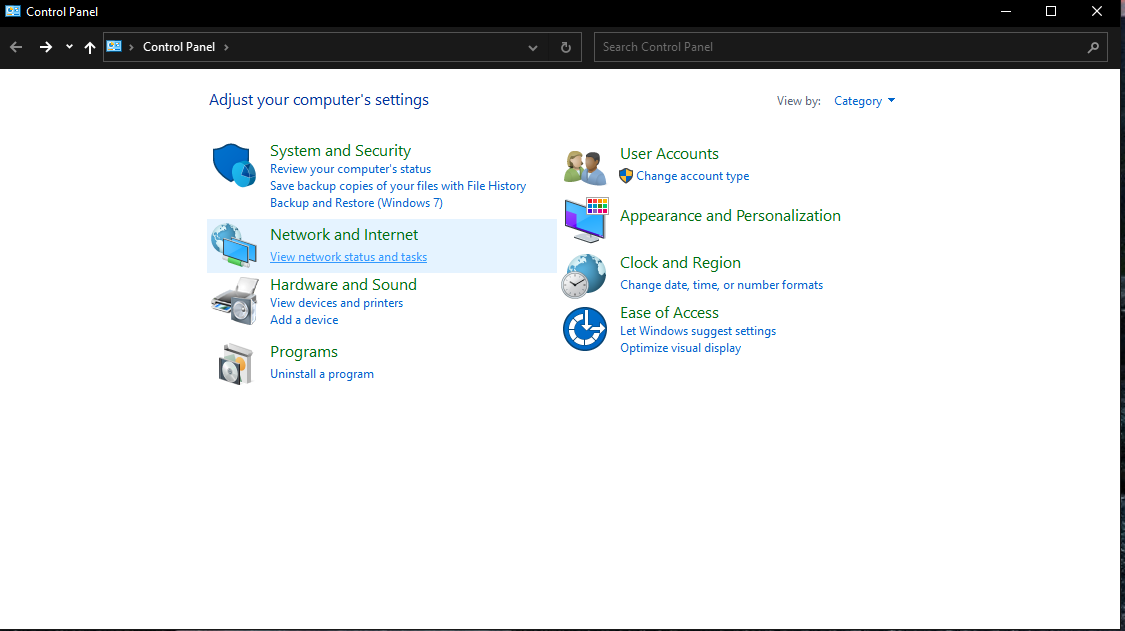 Control Panel
Control Panel
Search Control Panel
Adjust your computer's settings
View by: Category
System and Security
Review your computer's status
Save backup copies of your files with File History
Backup and Restore (Windows 7)
Network and Internet
View network status and tasks
Hardware and Sound
View devices and printers
Add a device
Programs
Uninstall a program
User Accounts
Change account type
Appearance and Personalization
Clock and Region
Change date, time, or number formats
Ease of Access
Let Windows suggest settings
Optimize visual display